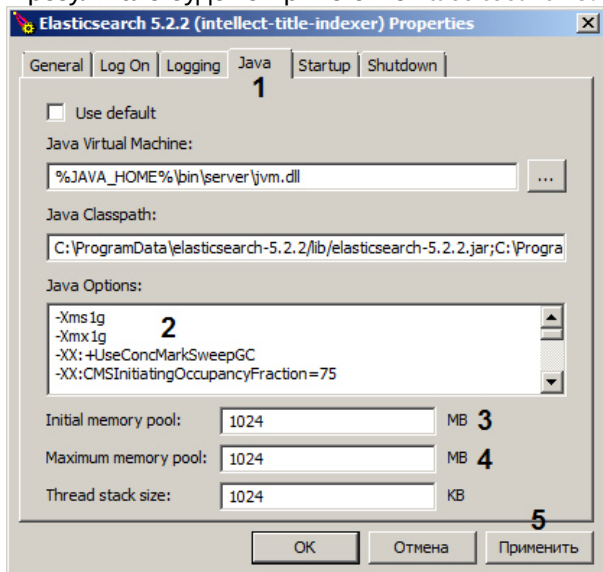 Elasticsearch 5.2.2 (intellect-title-indexer) Properties
General Log On Logging Java Startup Shutdown
1
Use default
Java Virtual Machine:
%JAVA_HOME%\bin\server\jvm.dll ...
Java Classpath:
C:\ProgramData\elasticsearch-5.2.2/lib/elasticsearch-5.2.2.jar;C:\Progra
Java Options:
-Xms1g
-Xmx1g 2
-XX:+UseConcMarkSweepGC
-XX:CMSInitiatingOccupancyFraction=75
Initial memory pool: 1024 MB 3
Maximum memory pool: 1024 MB 4
Thread stack size: 1024 KB
5
OK Отмена Применить